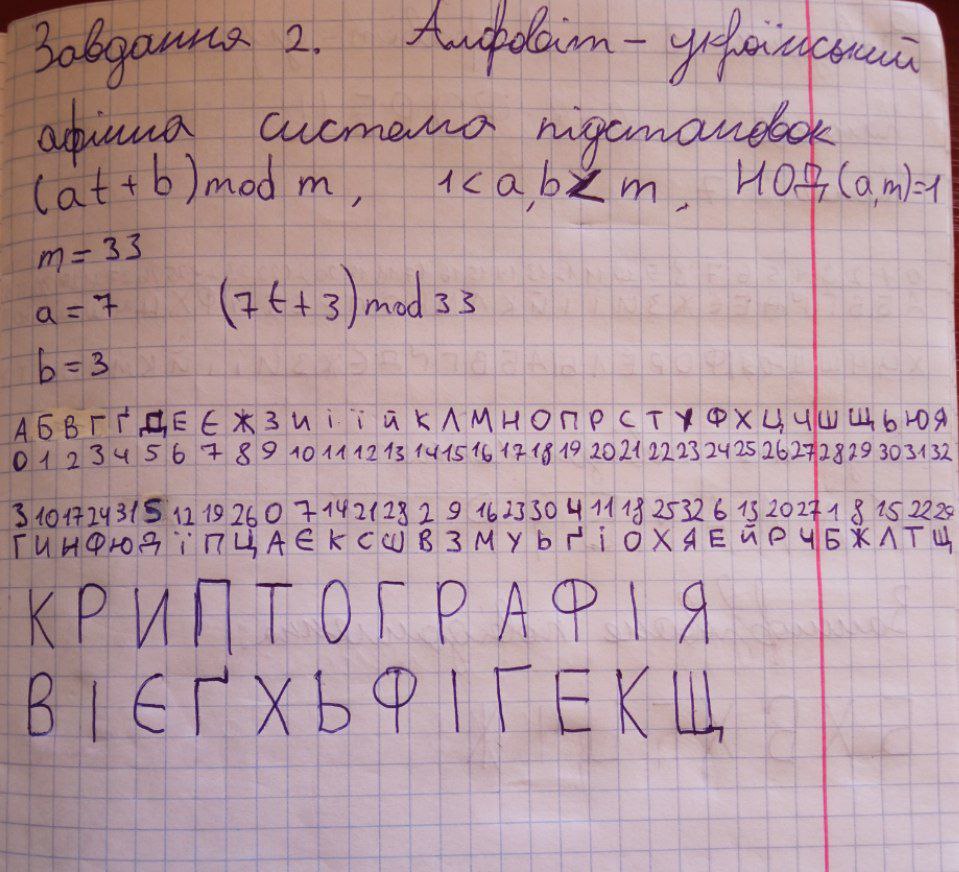 Завдання 2. Алфавіт - український
афінна система підстановок
(at + b) mod m, 1 < a, b < m, НОД (a, m) = 1
m = 33
a = 7 (7t + 3) mod 33
b = 3
А Б В Г Ґ Д Е Є Ж З И І Ї Й К Л М Н О П Р С Т У Ф Х Ц Ч Ш Щ Ь Ю Я
0 1 2 3 4 5 6 7 8 9 10 11 12 13 14 15 16 17 18 19 20 21 22 23 24 25 26 27 28 29 30 31 32
3 10 17 24 31 5 12 19 26 0 7 14 21 28 2 9 16 23 30 4 11 18 25 32 6 13 20 27 1 8 15 22 29
Г И Н Ф Ю Д Ї П Ц А Є К С Ш В З М У Ь Ґ І О Х Я Е Й Р Ч Б Ж Л Т Щ
К Р И П Т О Г Р А Ф І Я
В І Є Ґ Х Ь Ф І Г Е К Щ